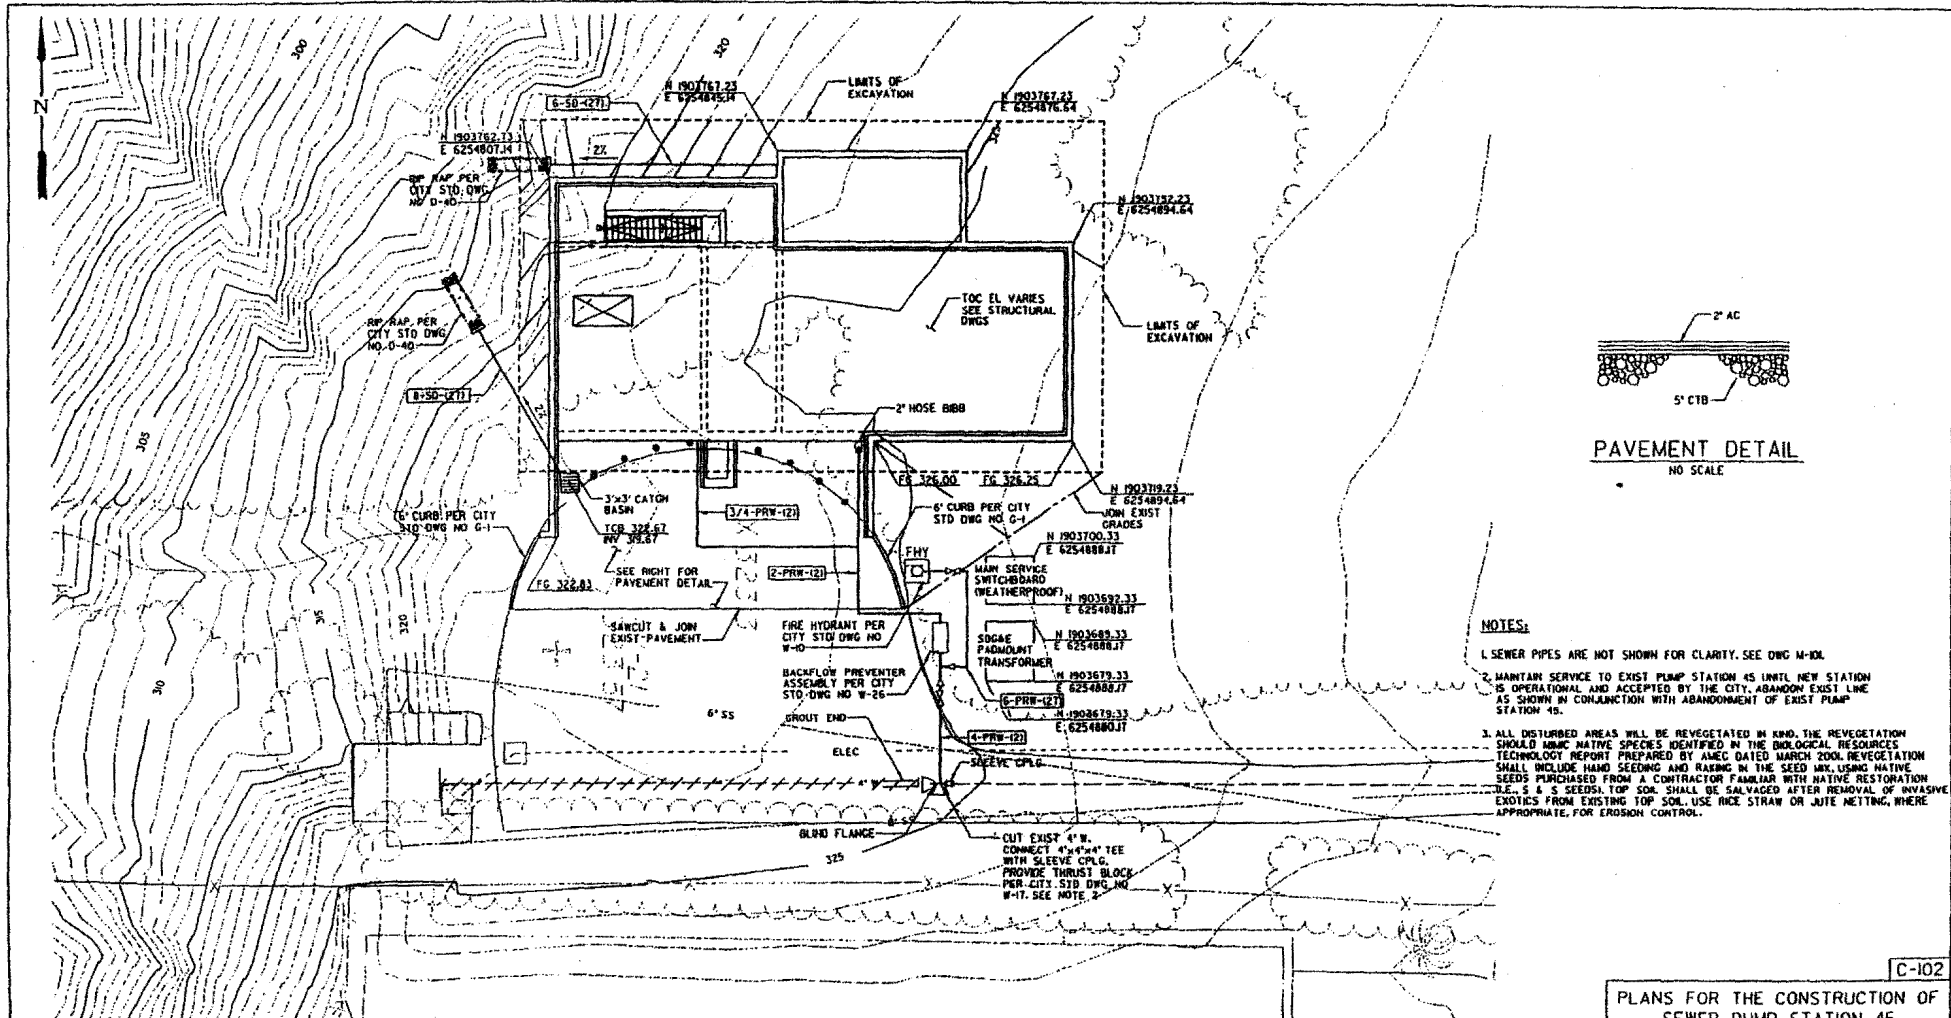 300
320
N
N 1903767.23
E 6254845.14
LIMITS OF
EXCAVATION
N 1903767.23
E 6254876.64
6-SD-(27)
N 1903762.73
E 6254807.14
2%
RIP RAP PER
CITY STD DWG
NO D-40
N 1903752.23
E 6254894.64
TOC EL VARIES
SEE STRUCTURAL
DWGS
RIP RAP PER
CITY STD DWG
NO D-40
LIMITS OF
EXCAVATION
2" AC
5" CTB
8-SD-(27)
2%
2" HOSE BIBB
305
PAVEMENT DETAIL
NO SCALE
FG 326.00
FG 326.25
N 1903719.23
E 6254894.64
JOIN EXIST
GRADES
3'x3' CATCH
BASIN
TCB 322.67
INV 319.67
6" CURB PER CITY
STD DWG NO G-1
3/4-PRW-(2)
6" CURB PER CITY
STD DWG NO G-1
N 1903700.33
E 6254888.17
FHY
SEE RIGHT FOR
PAVEMENT DETAIL
2-PRW-(2)
MAIN SERVICE
SWITCHBOARD
(WEATHERPROOF)
FG 322.83
N 1903692.33
E 6254888.17
315
320
SAWCUT & JOIN
EXIST PAVEMENT
FIRE HYDRANT PER
CITY STD DWG NO
W-10
SDG&E
PADMOUNT
TRANSFORMER
N 1903689.33
E 6254888.17
BACKFLOW PREVENTER
ASSEMBLY PER CITY
STD DWG NO W-26
N 1903679.33
E 6254888.17
310
6-PRW-(27)
N 1903679.33
E 6254880.17
6" SS
GROUT END
4-PRW-(2)
ELEC
SLEEVE CPLG
4" W
8" SS
BLIND FLANGE
325
CUT EXIST 4" W.
CONNECT 4"x4"x4" TEE
WITH SLEEVE CPLG.
PROVIDE THRUST BLOCK
PER CITY STD DWG NO
W-17. SEE NOTE 2
X X X X X
NOTES:
1. SEWER PIPES ARE NOT SHOWN FOR CLARITY. SEE DWG M-101.
2. MAINTAIN SERVICE TO EXIST PUMP STATION 45 UNTIL NEW STATION
IS OPERATIONAL AND ACCEPTED BY THE CITY. ABANDON EXIST LINE
AS SHOWN IN CONJUNCTION WITH ABANDONMENT OF EXIST PUMP
STATION 45.
3. ALL DISTURBED AREAS WILL BE REVEGETATED IN KIND. THE REVEGETATION
SHOULD MIMIC NATIVE SPECIES IDENTIFIED IN THE BIOLOGICAL RESOURCES
TECHNOLOGY REPORT PREPARED BY AMEC DATED MARCH 2001. REVEGETATION
SHALL INCLUDE HAND SEEDING AND RAKING IN THE SEED MIX, USING NATIVE
SEEDS PURCHASED FROM A CONTRACTOR FAMILIAR WITH NATIVE RESTORATION
(I.E., S & S SEEDS). TOP SOIL SHALL BE SALVAGED AFTER REMOVAL OF INVASIVE
EXOTICS FROM EXISTING TOP SOIL. USE RICE STRAW OR JUTE NETTING, WHERE
APPROPRIATE, FOR EROSION CONTROL.
C-102
PLANS FOR THE CONSTRUCTION OF
SEWER PUMP STATION 45